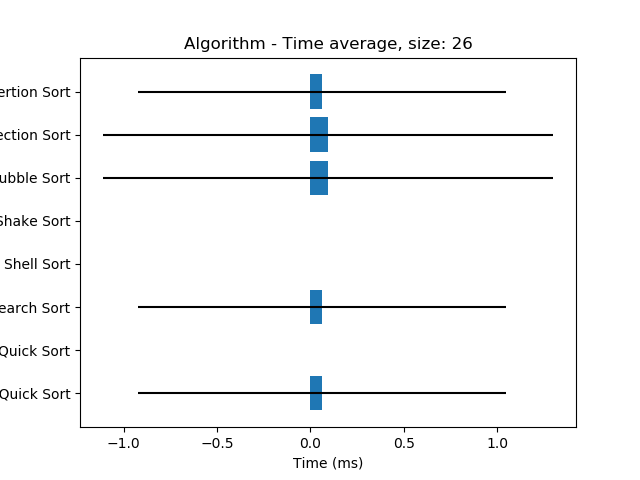 Algorithm - Time average, size: 26
ertion Sort
ection Sort
ubble Sort
Shake Sort
Shell Sort
earch Sort
Quick Sort
Quick Sort
−1.0 −0.5 0.0 0.5 1.0
Time (ms)